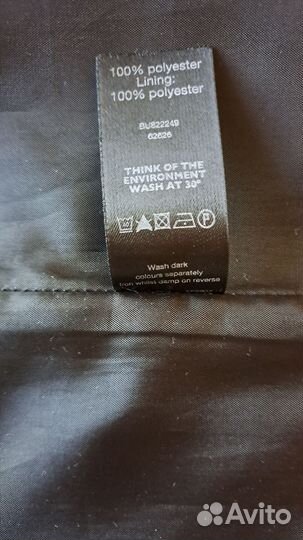 100% polyester
Lining:
100% polyester
BU822249
62626
THINK OF THE
ENVIRONMENT
WASH AT 30°
Wash dark
colours separately
Iron whilst damp on reverse
Avito